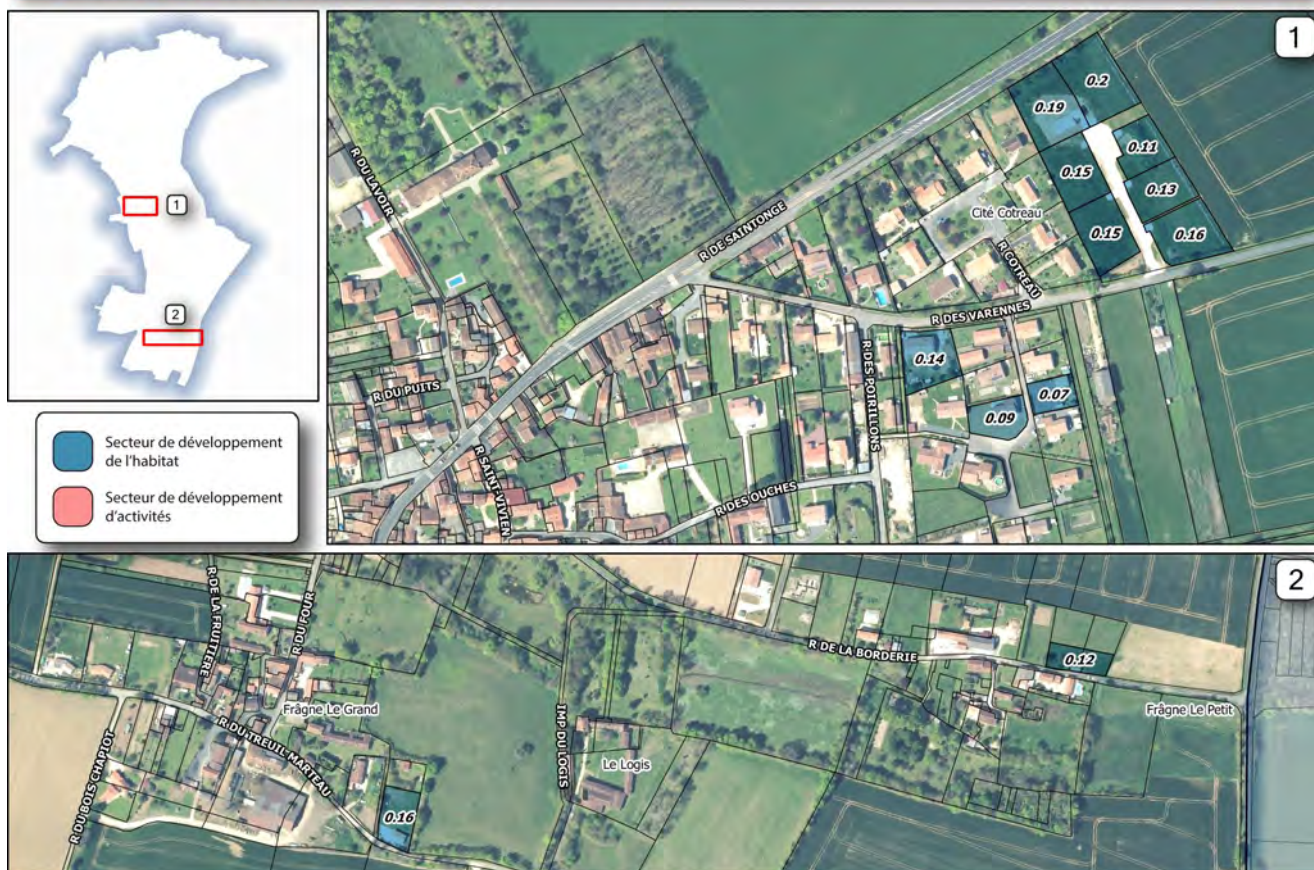 1
2
Secteur de développement
de l'habitat
Secteur de développement
d'activités
1
0.2
0.19
0.11
0.15
0.13
0.15
0.16
R DU LAVOIR
R DE SAINTONGE
Cité Cotreau
R COTREAU
R DES VARENNES
0.14
0.07
0.09
R DU PUITS
R DES POIRILLONS
R SAINT-VIVIEN
R DES OUCHES
2
R DE LA FRUITIERE
R DU FOUR
R DE LA BORDERIE
0.12
Frâgne Le Grand
Frâgne Le Petit
R DU TREUIL MARTEAU
IMP DU LOGIS
Le Logis
R DU BOIS CHAPIOT
0.16